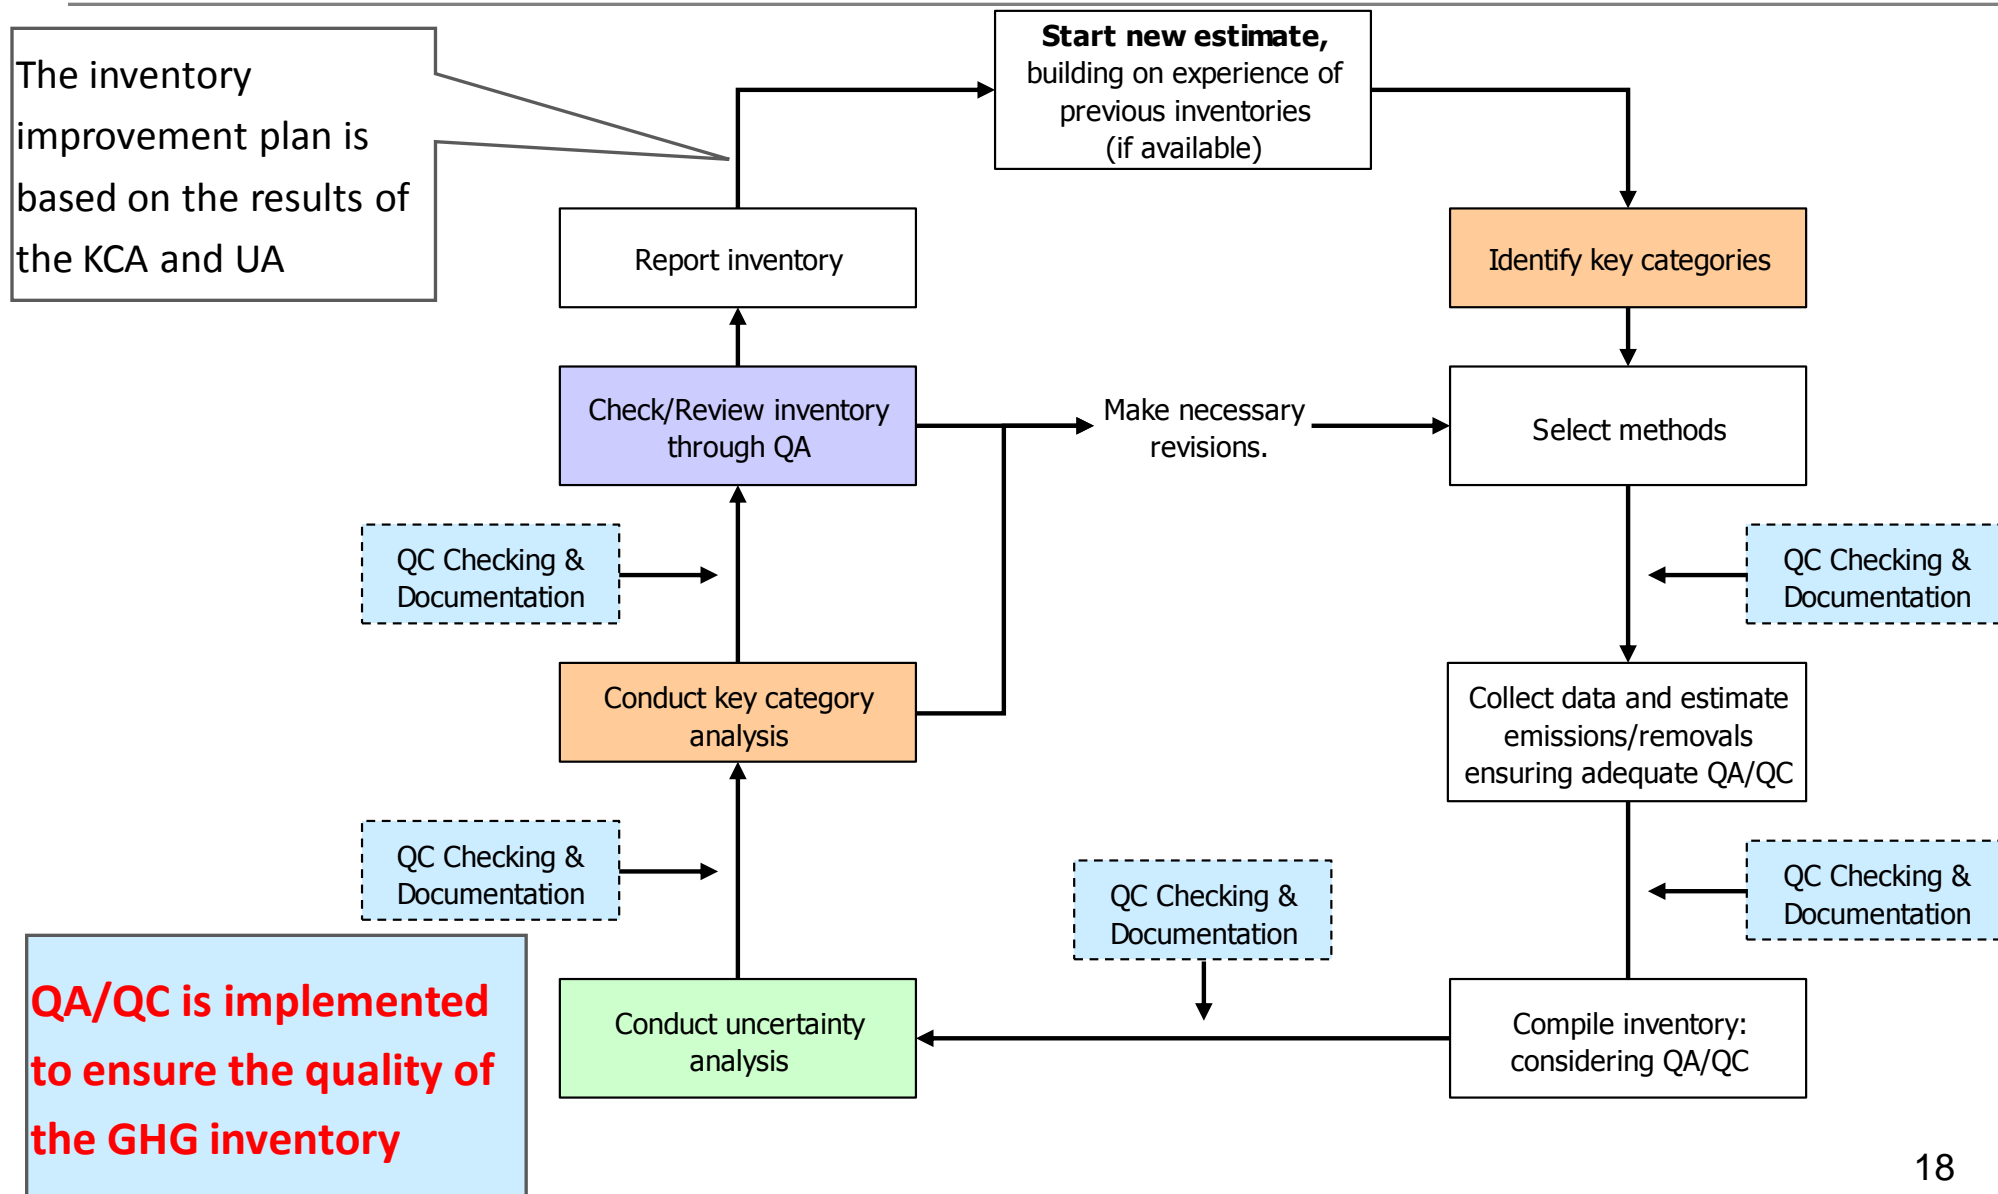 The inventory
improvement plan is
based on the results of
the KCA and UA
Start new estimate,
building on experience of
previous inventories
(if available)
Report inventory
Identify key categories
Check/Review inventory
through QA
Make necessary
revisions.
Select methods
QC Checking &
Documentation
QC Checking &
Documentation
Conduct key category
analysis
Collect data and estimate
emissions/removals
ensuring adequate QA/QC
QC Checking &
Documentation
QC Checking &
Documentation
QC Checking &
Documentation
QA/QC is implemented
to ensure the quality of
the GHG inventory
Conduct uncertainty
analysis
Compile inventory:
considering QA/QC
18